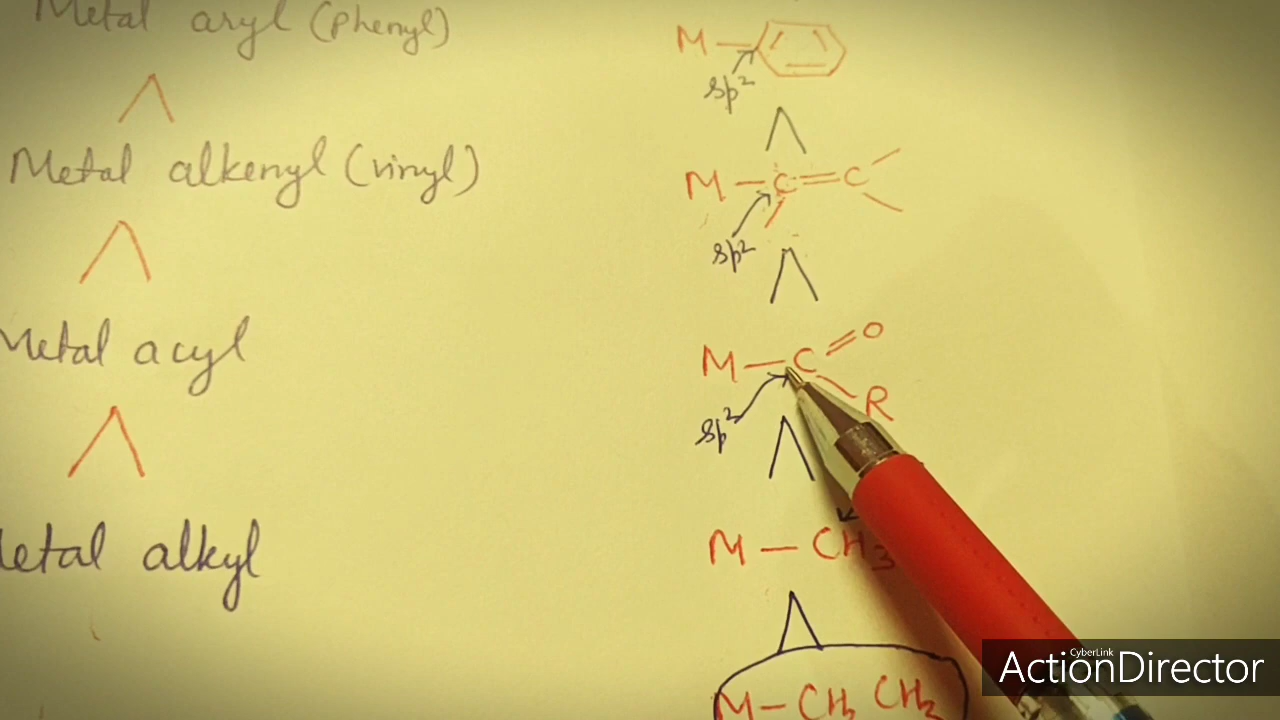 Metal aryl (phenyl)
Metal alkenyl (vinyl)
Metal acyl
Metal alkyl
M
sp²
M – C = C
sp²
M – C = O
R
sp²
M – CH₃
M – CH₂ CH₃
CyberLink
ActionDirector